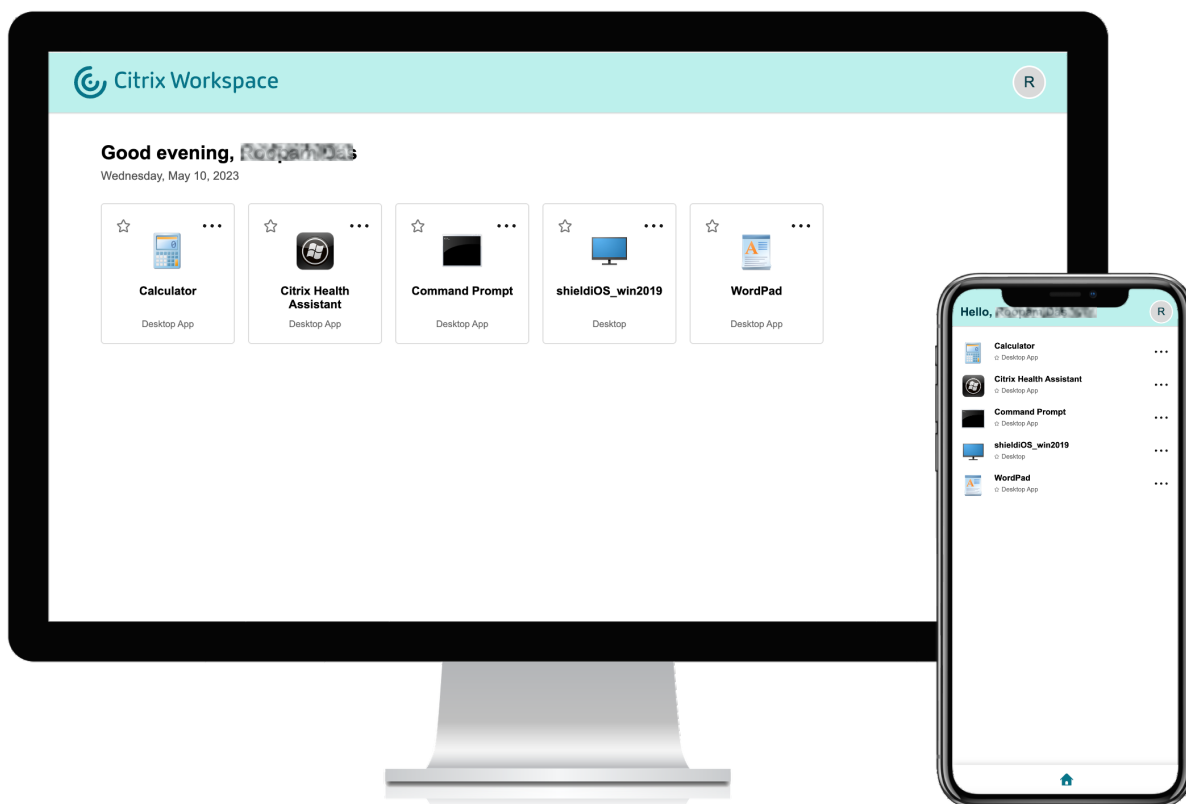 Citrix Workspace
R
Good evening,
Wednesday, May 10, 2023
Calculator
Desktop App
Citrix Health
Assistant
Desktop App
Command Prompt
Desktop App
shieldiOS_win2019
Desktop
WordPad
Desktop App
Hello,
R
Calculator
Desktop App
Citrix Health Assistant
Desktop App
Command Prompt
Desktop App
shieldiOS_win2019
Desktop
WordPad
Desktop App